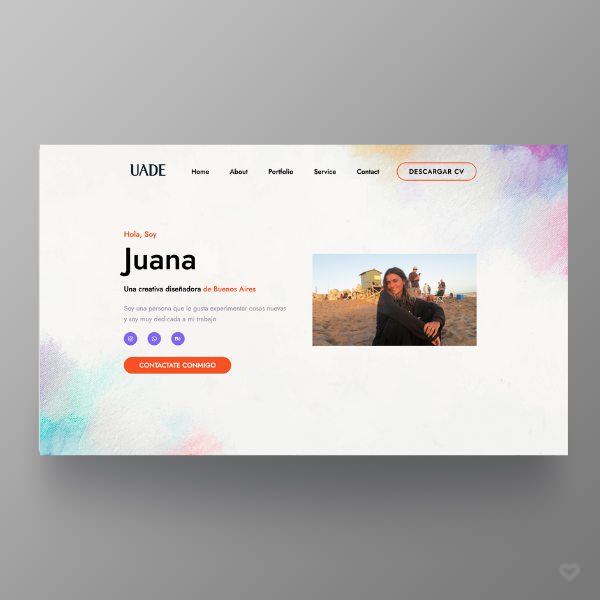 UADE
Home
About
Portfolio
Service
Contact
DESCARGAR CV
Hola, Soy
Juana
Una creativa diseñadora de Buenos Aires
Soy una persona que le gusta experimentar cosas nuevas
y soy muy dedicada a mi trabajo
Bē
CONTACTATE CONMIGO